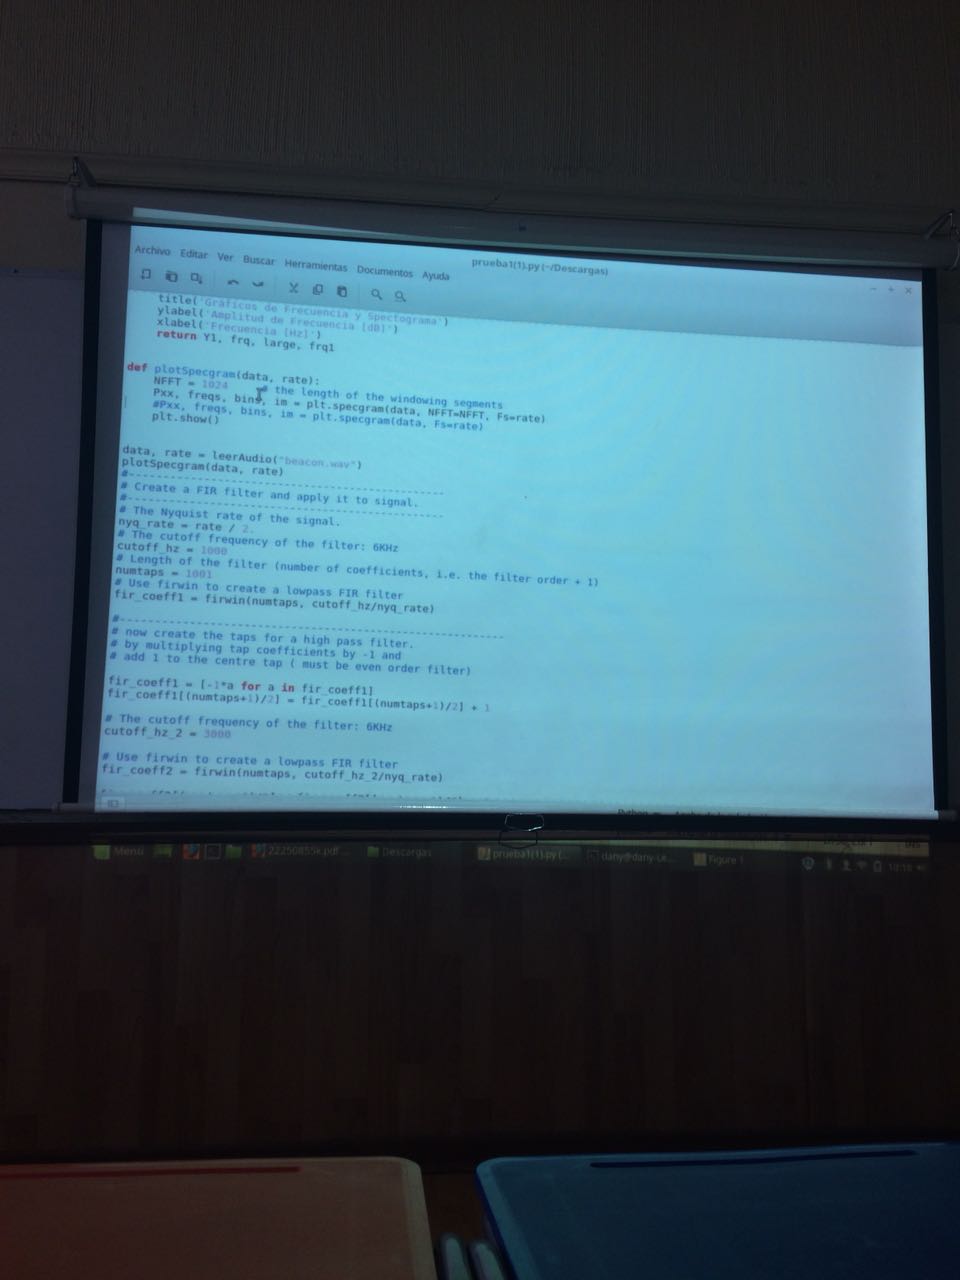 prueba1(1).py (~/Descargas)
Archivo Editar Ver Buscar Herramientas Documentos Ayuda
title('Gráficos de Frecuencia y Spectograma')
ylabel('Amplitud de Frecuencia [dB]')
xlabel('Frecuencia [Hz]')
return Y1, frq, large, frq1
def plotSpecgram(data, rate):
NFFT = 1024 # the length of the windowing segments
Pxx, freqs, bins, im = plt.specgram(data, NFFT=NFFT, Fs=rate)
#Pxx, freqs, bins, im = plt.specgram(data, Fs=rate)
plt.show()
data, rate = leerAudio("beacon.wav")
plotSpecgram(data, rate)
#------------------------------------------------
# Create a FIR filter and apply it to signal.
#------------------------------------------------
# The Nyquist rate of the signal.
nyq_rate = rate / 2.
# The cutoff frequency of the filter: 6KHz
cutoff_hz = 1000
# Length of the filter (number of coefficients, i.e. the filter order + 1)
numtaps = 1001
# Use firwin to create a lowpass FIR filter
fir_coeff1 = firwin(numtaps, cutoff_hz/nyq_rate)
#----------------------------------------------------------
# now create the taps for a high pass filter.
# by multiplying tap coefficients by -1 and
# add 1 to the centre tap ( must be even order filter)
fir_coeff1 = [-1*a for a in fir_coeff1]
fir_coeff1[(numtaps+1)/2] = fir_coeff1[(numtaps+1)/2] + 1
# The cutoff frequency of the filter: 6KHz
cutoff_hz_2 = 3000
# Use firwin to create a lowpass FIR filter
fir_coeff2 = firwin(numtaps, cutoff_hz_2/nyq_rate)
Menú 22250855k.pdf ... Descargas prueba1(1).py (... dany@dany-Le... Figure 1